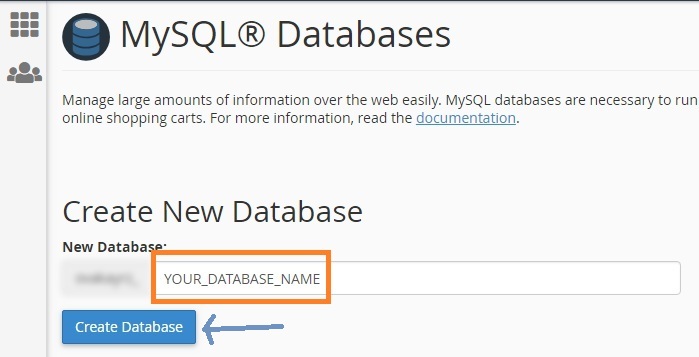 MySQL® Databases
Manage large amounts of information over the web easily. MySQL databases are necessary to run
online shopping carts. For more information, read the documentation.
Create New Database
New Database:
YOUR_DATABASE_NAME
Create Database